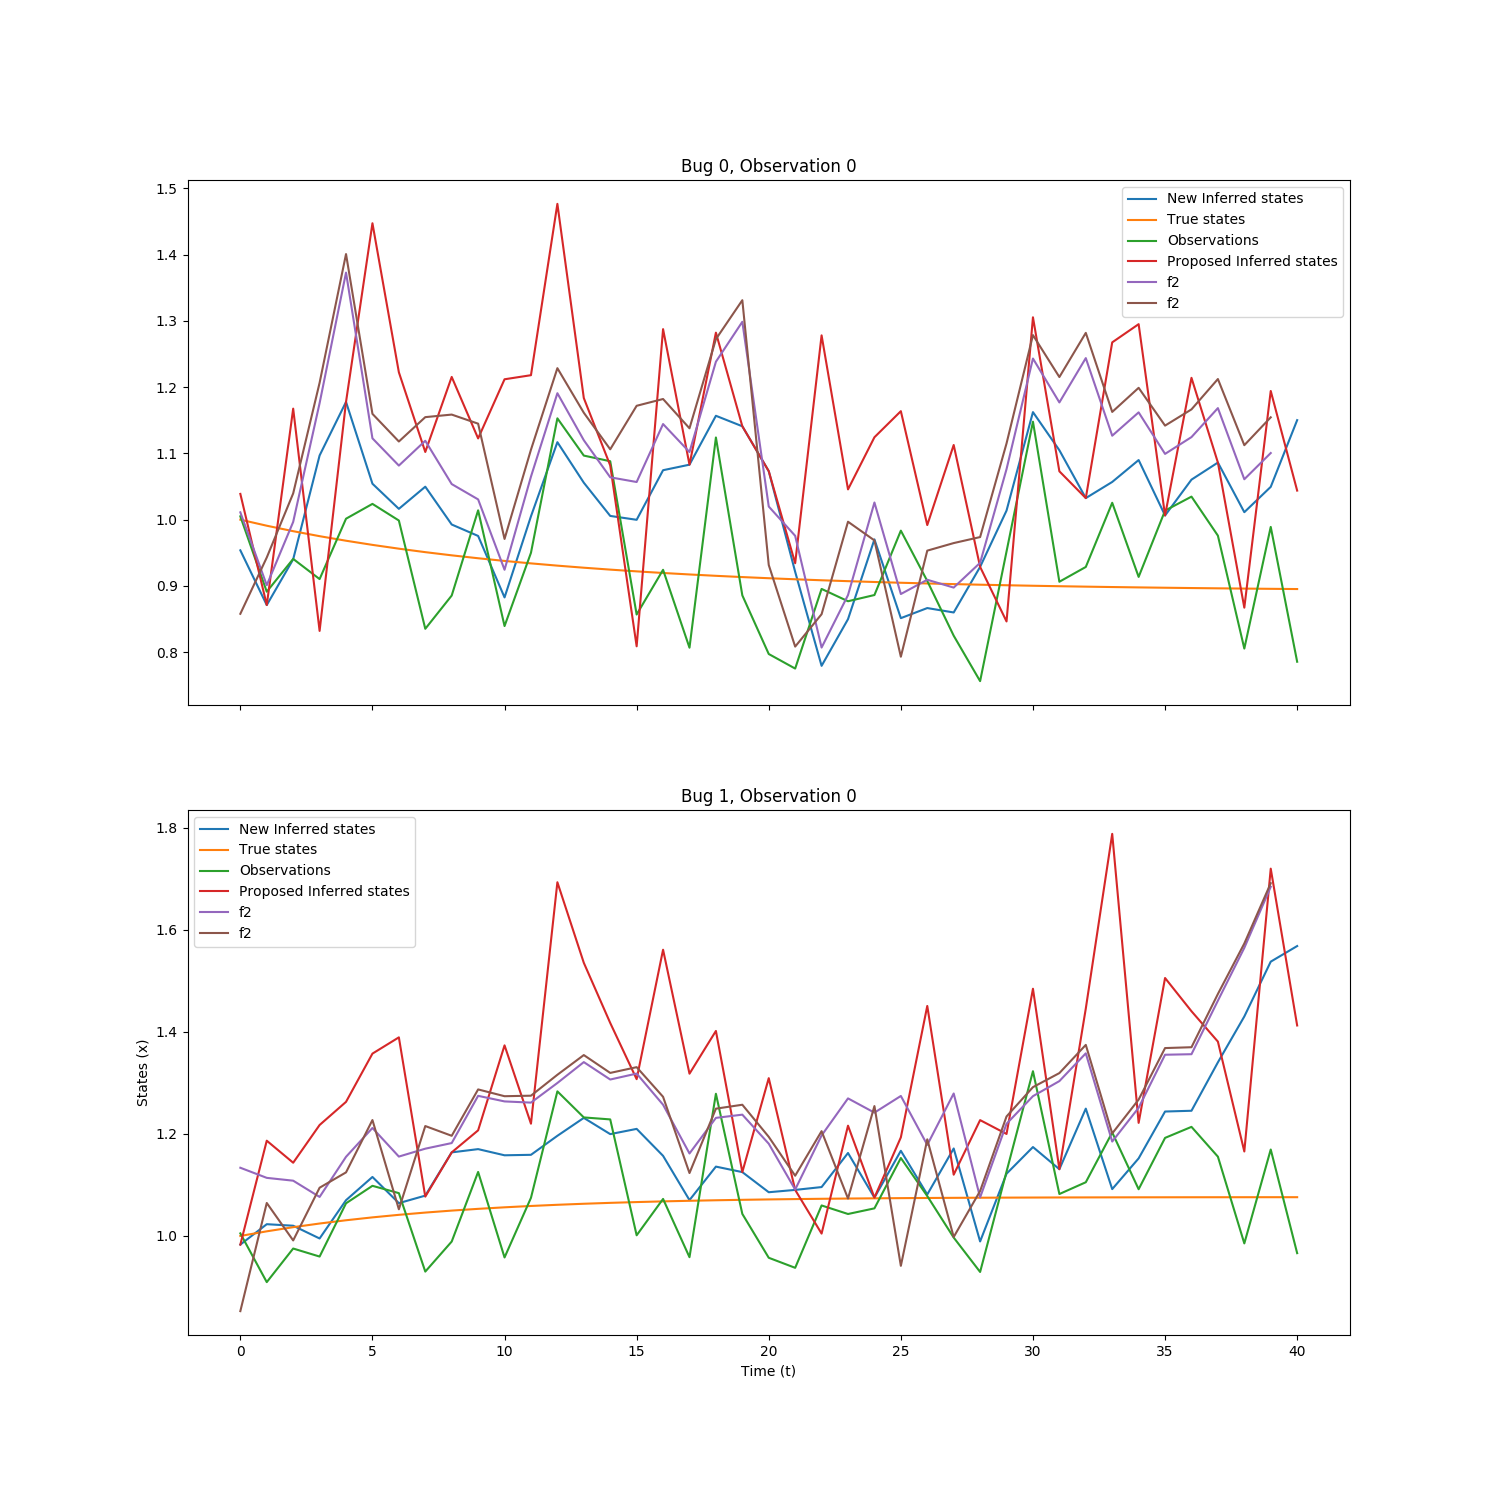 Bug 0, Observation 0
1.5
1.4
1.3
1.2
1.1
1.0
0.9
0.8
New Inferred states
True states
Observations
Proposed Inferred states
f2
f2
Bug 1, Observation 0
1.8
1.6
1.4
1.2
1.0
States (x)
New Inferred states
True states
Observations
Proposed Inferred states
f2
f2
0 5 10 15 20 25 30 35 40
Time (t)